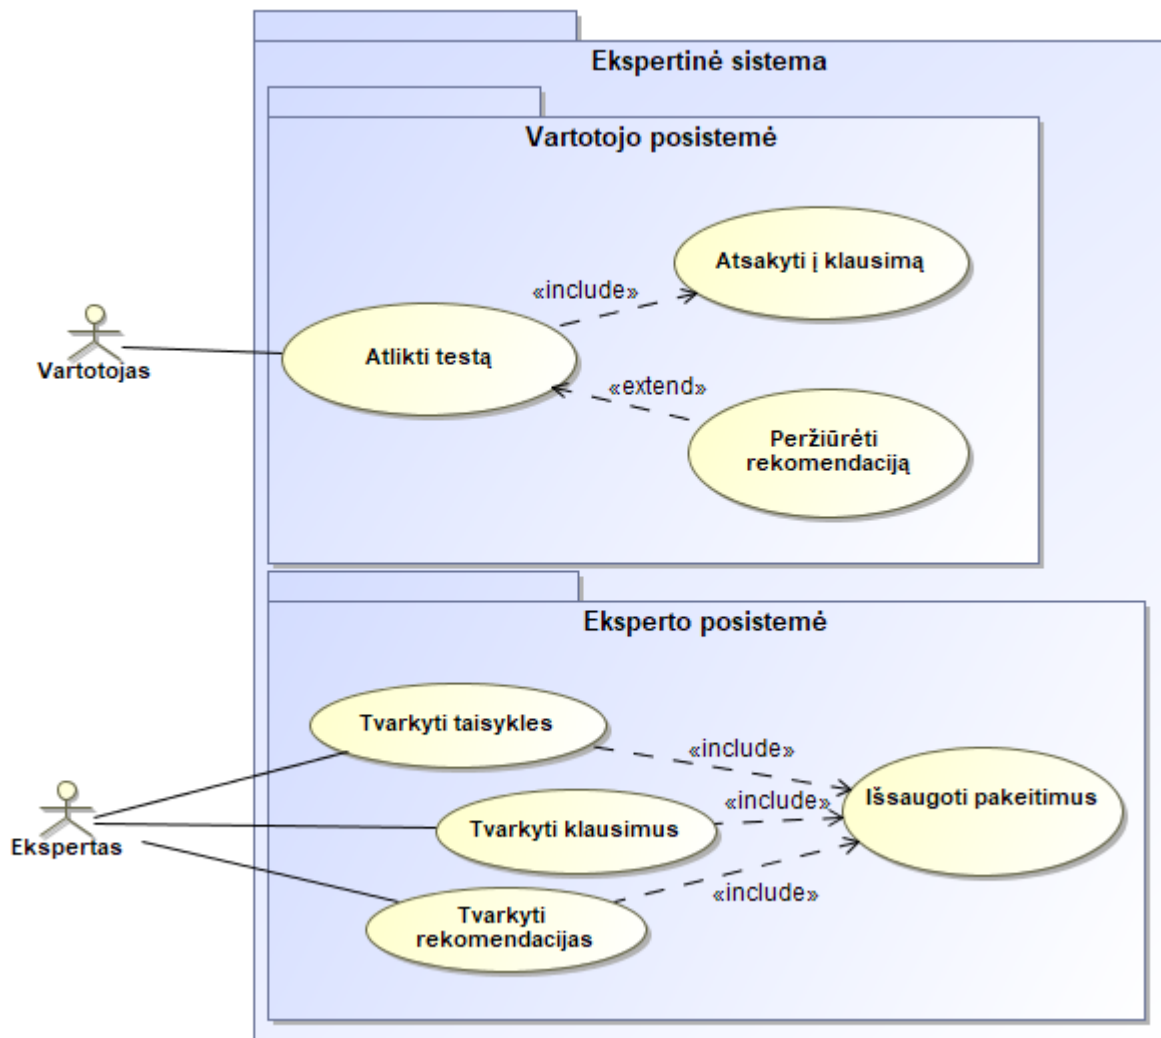 Ekspertinė sistema
Vartotojo posistemė
Atsakyti į klausimą
«include»
Vartotojas
Atlikti testą
«extend»
Peržiūrėti
rekomendaciją
Eksperto posistemė
Tvarkyti taisykles
«include»
Išsaugoti pakeitimus
«include»
Tvarkyti klausimus
Ekspertas
«include»
Tvarkyti
rekomendacijas